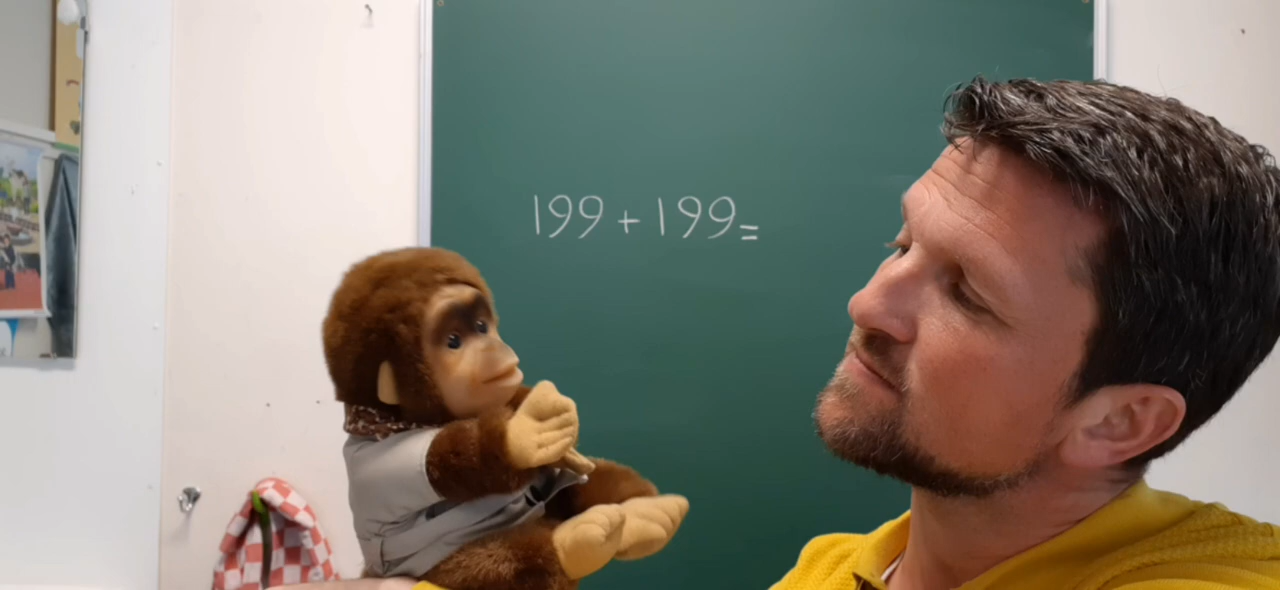 199 + 199 =